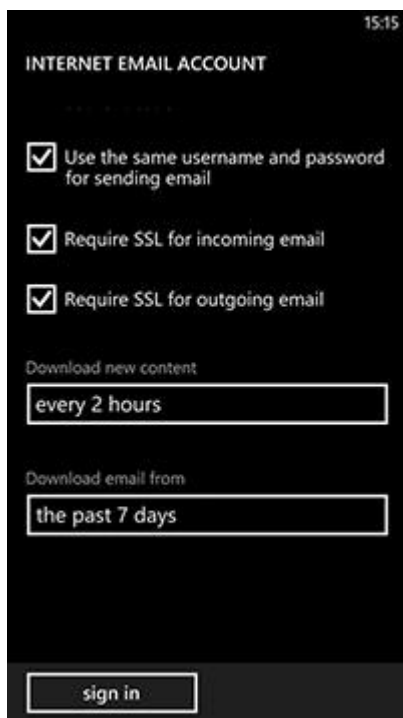 15:15
INTERNET EMAIL ACCOUNT
Use the same username and password
for sending email
Require SSL for incoming email
Require SSL for outgoing email
Download new content
every 2 hours
Download email from
the past 7 days
sign in